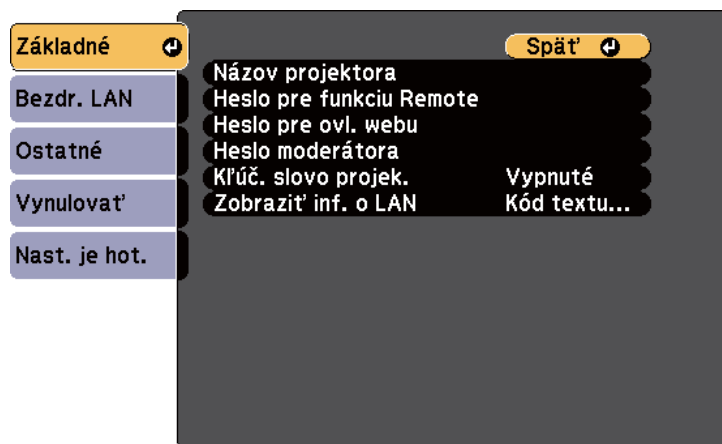 Základné
Bezdr. LAN
Ostatné
Vynulovať
Nast. je hot.
Späť
Názov projektora
Heslo pre funkciu Remote
Heslo pre ovl. webu
Heslo moderátora
Kľúč. slovo projek. Vypnuté
Zobraziť inf. o LAN Kód textu...